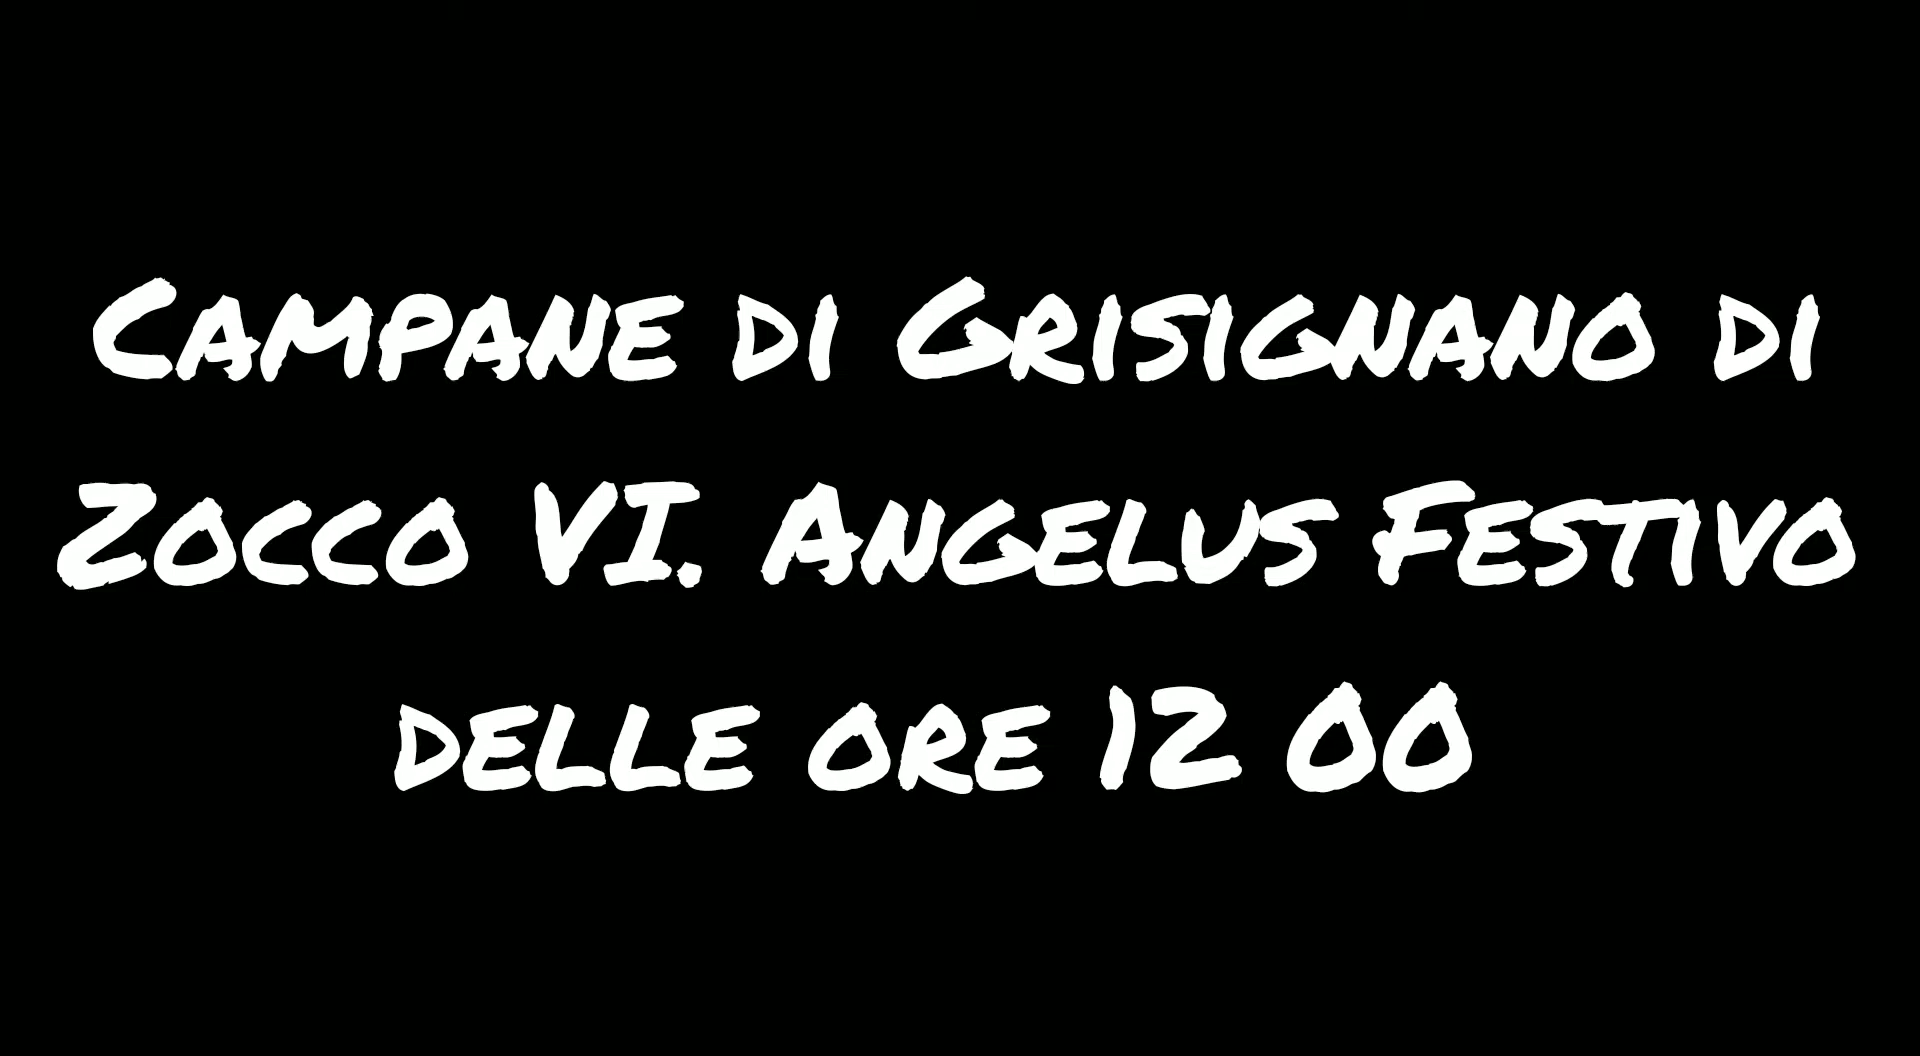 Campane di Grisignano di
Zocco VI. Angelus Festivo
delle ore 12 00